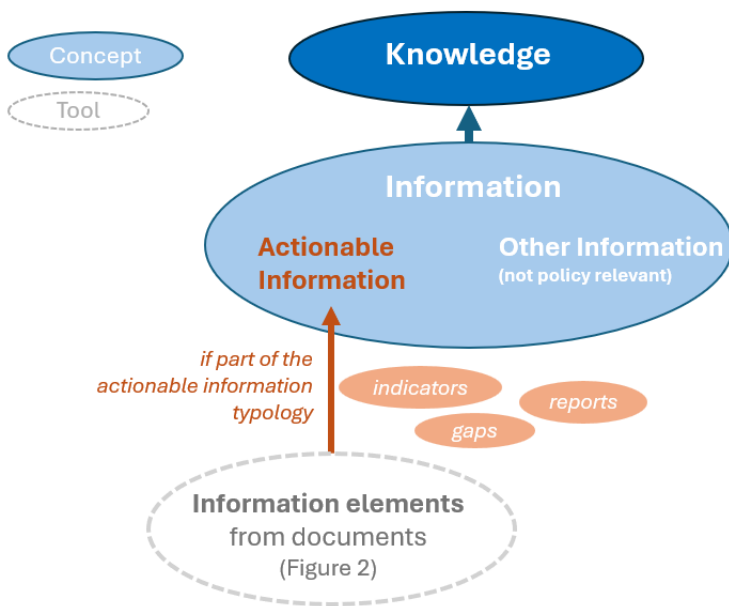 Concept
Tool
Knowledge
Information
Actionable
Information
Other Information
(not policy relevant)
if part of the
actionable information
typology
indicators
reports
gaps
Information elements
from documents
(Figure 2)